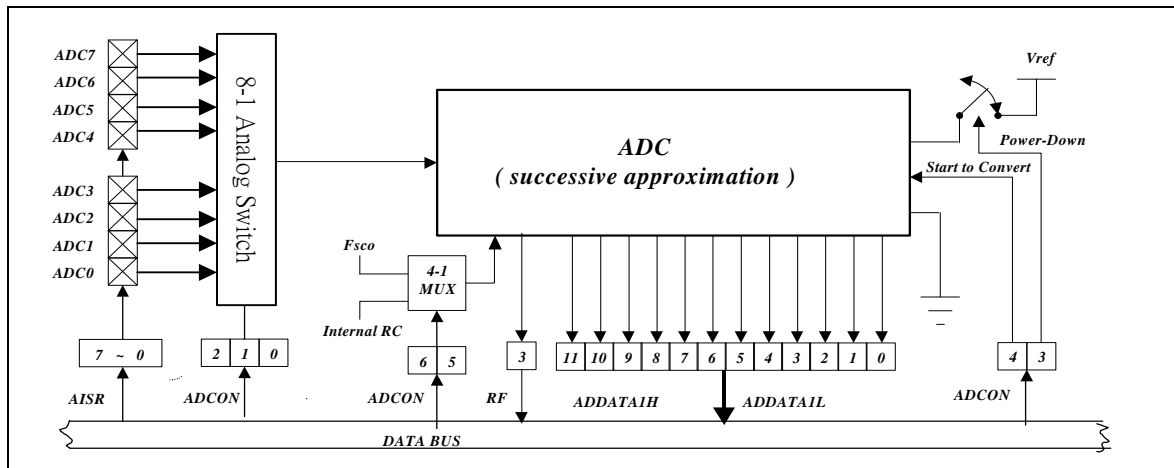 ADC7
ADC6
ADC5
ADC4
ADC3
ADC2
ADC1
ADC0
8-1 Analog Switch
ADC
( successive approximation )
Vref
Power-Down
Start to Convert
Fsco
4-1
MUX
Internal RC
7 ~ 0
2 1 0
6 5
3
11 10 9 8 7 6 5 4 3 2 1 0
4 3
AISR
ADCON
ADCON
RF
ADDATA1H
ADDATA1L
ADCON
DATA BUS